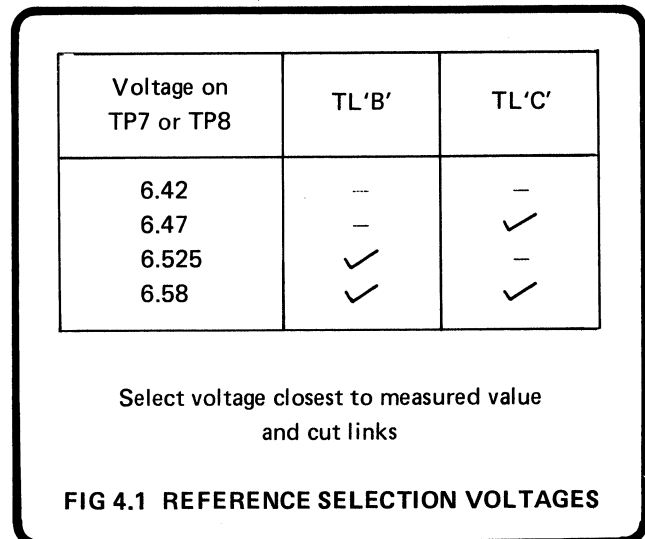 Voltage on
TP7 or TP8
TL'B'
TL'C'
6.42 — —
6.47 — ✓
6.525 ✓ —
6.58 ✓ ✓
Select voltage closest to measured value
and cut links
FIG 4.1 REFERENCE SELECTION VOLTAGES